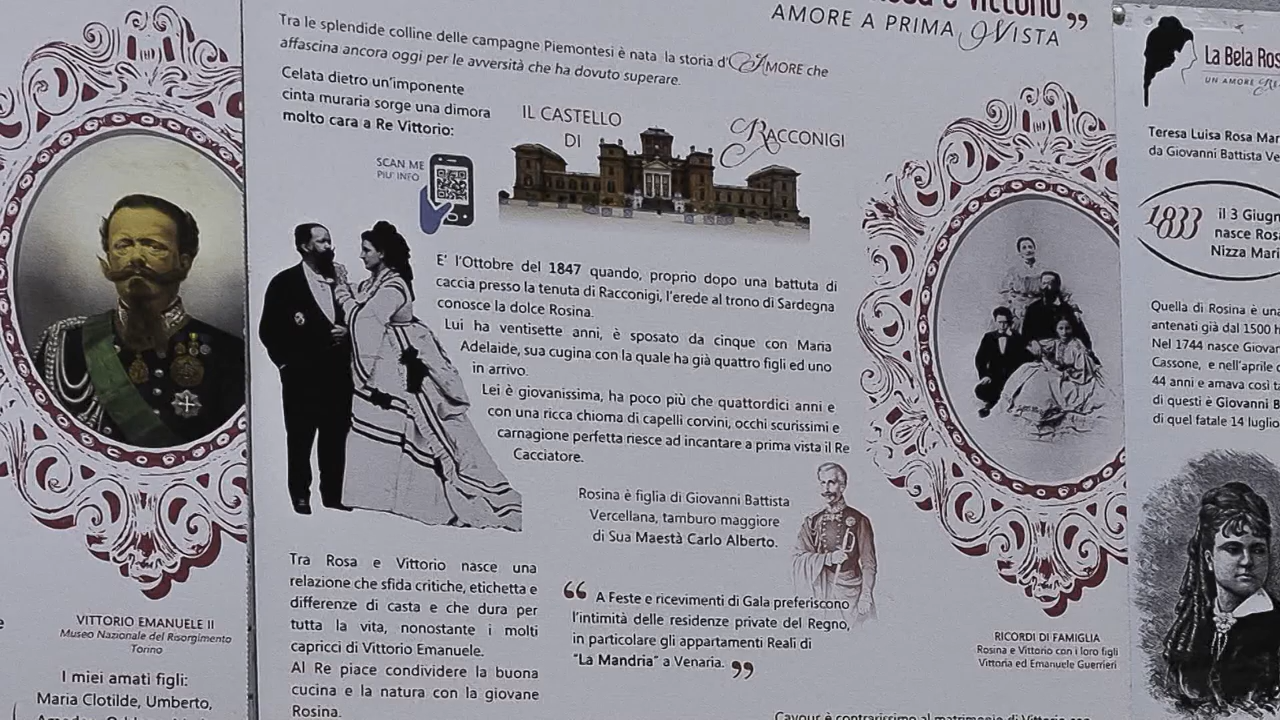 VITTORIO EMANUELE II
Museo Nazionale del Risorgimento
Torino
I miei amati figli:
Maria Clotilde, Umberto,
Vittorio„
AMORE A PRIMA VISTA
Tra le splendide colline delle campagne Piemontesi è nata la storia d'AMORE che
affascina ancora oggi per le avversità che ha dovuto superare.
Celata dietro un'imponente
cinta muraria sorge una dimora
molto cara a Re Vittorio:
IL CASTELLO
DI RACCONIGI
SCAN ME
PIU' INFO
E' l'Ottobre del 1847 quando, proprio dopo una battuta di
caccia presso la tenuta di Racconigi, l'erede al trono di Sardegna
conosce la dolce Rosina.
Lui ha ventisette anni, è sposato da cinque con Maria
Adelaide, sua cugina con la quale ha già quattro figli ed uno
in arrivo.
Lei è giovanissima, ha poco più che quattordici anni e
con una ricca chioma di capelli corvini, occhi scurissimi e
carnagione perfetta riesce ad incantare a prima vista il Re
Cacciatore.
Rosina è figlia di Giovanni Battista
Vercellana, tamburo maggiore
di Sua Maestà Carlo Alberto.
Tra Rosa e Vittorio nasce una
relazione che sfida critiche, etichetta e
differenze di casta e che dura per
tutta la vita, nonostante i molti
capricci di Vittorio Emanuele.
Al Re piace condividere la buona
cucina e la natura con la giovane
Rosina.
“ A Feste e ricevimenti di Gala preferiscono
l'intimità delle residenze private del Regno,
in particolare gli appartamenti Reali di
"La Mandria" a Venaria. ”
Cavour è contrarissimo al matrimonio di Vittorio con
RICORDI DI FAMIGLIA
Rosina e Vittorio con i loro figli
Vittoria ed Emanuele Guerrieri
La Bela Ros
UN AMORE
Teresa Luisa Rosa Ma
da Giovanni Battista Ve
1833
il 3 Giugn
nasce Rosi
Nizza Mari
Quella di Rosina è una
antenati già dal 1500
Nel 1744 nasce Giovan
Cassone, e nell'aprile
44 anni e amava così ta
di questi è Giovanni B
di quel fatale 14 luglio